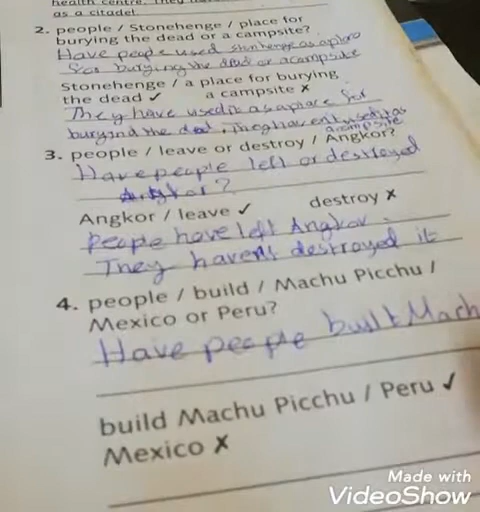 health centre. They have
as a citadel.
2. people / Stonehenge / place for
burying the dead or a campsite?
Have people used stonhenge as a place
for burying the dead or a campsite
Stonehenge / a place for burying
the dead ✓ a campsite ✗
They have used it as a place for
burying the dead. They haven't used it as
a campsite
3. people / leave or destroy / Angkor?
Have people left or destroyed
Angkor?
Angkor / leave ✓ destroy ✗
people have left Angkor.
They haven't destroyed it
4. people / build / Machu Picchu /
Mexico or Peru?
Have people built Mach
build Machu Picchu / Peru ✓
Mexico ✗
Made with
VideoShow